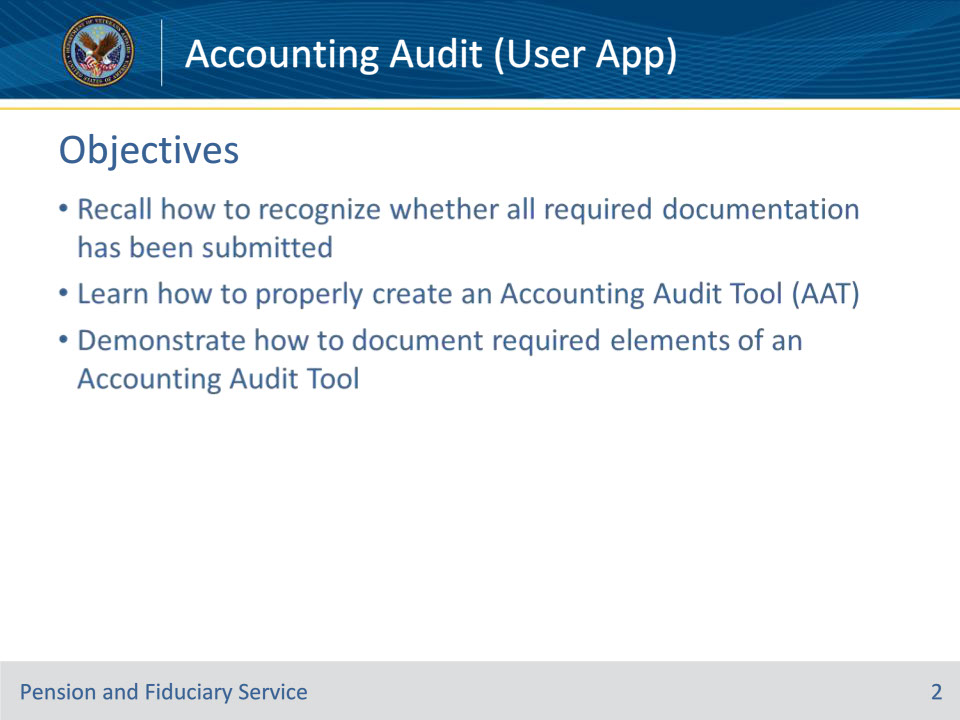 Accounting Audit (User App)
Objectives
• Recall how to recognize whether all required documentation
has been submitted
• Learn how to properly create an Accounting Audit Tool (AAT)
• Demonstrate how to document required elements of an
Accounting Audit Tool
Pension and Fiduciary Service
2